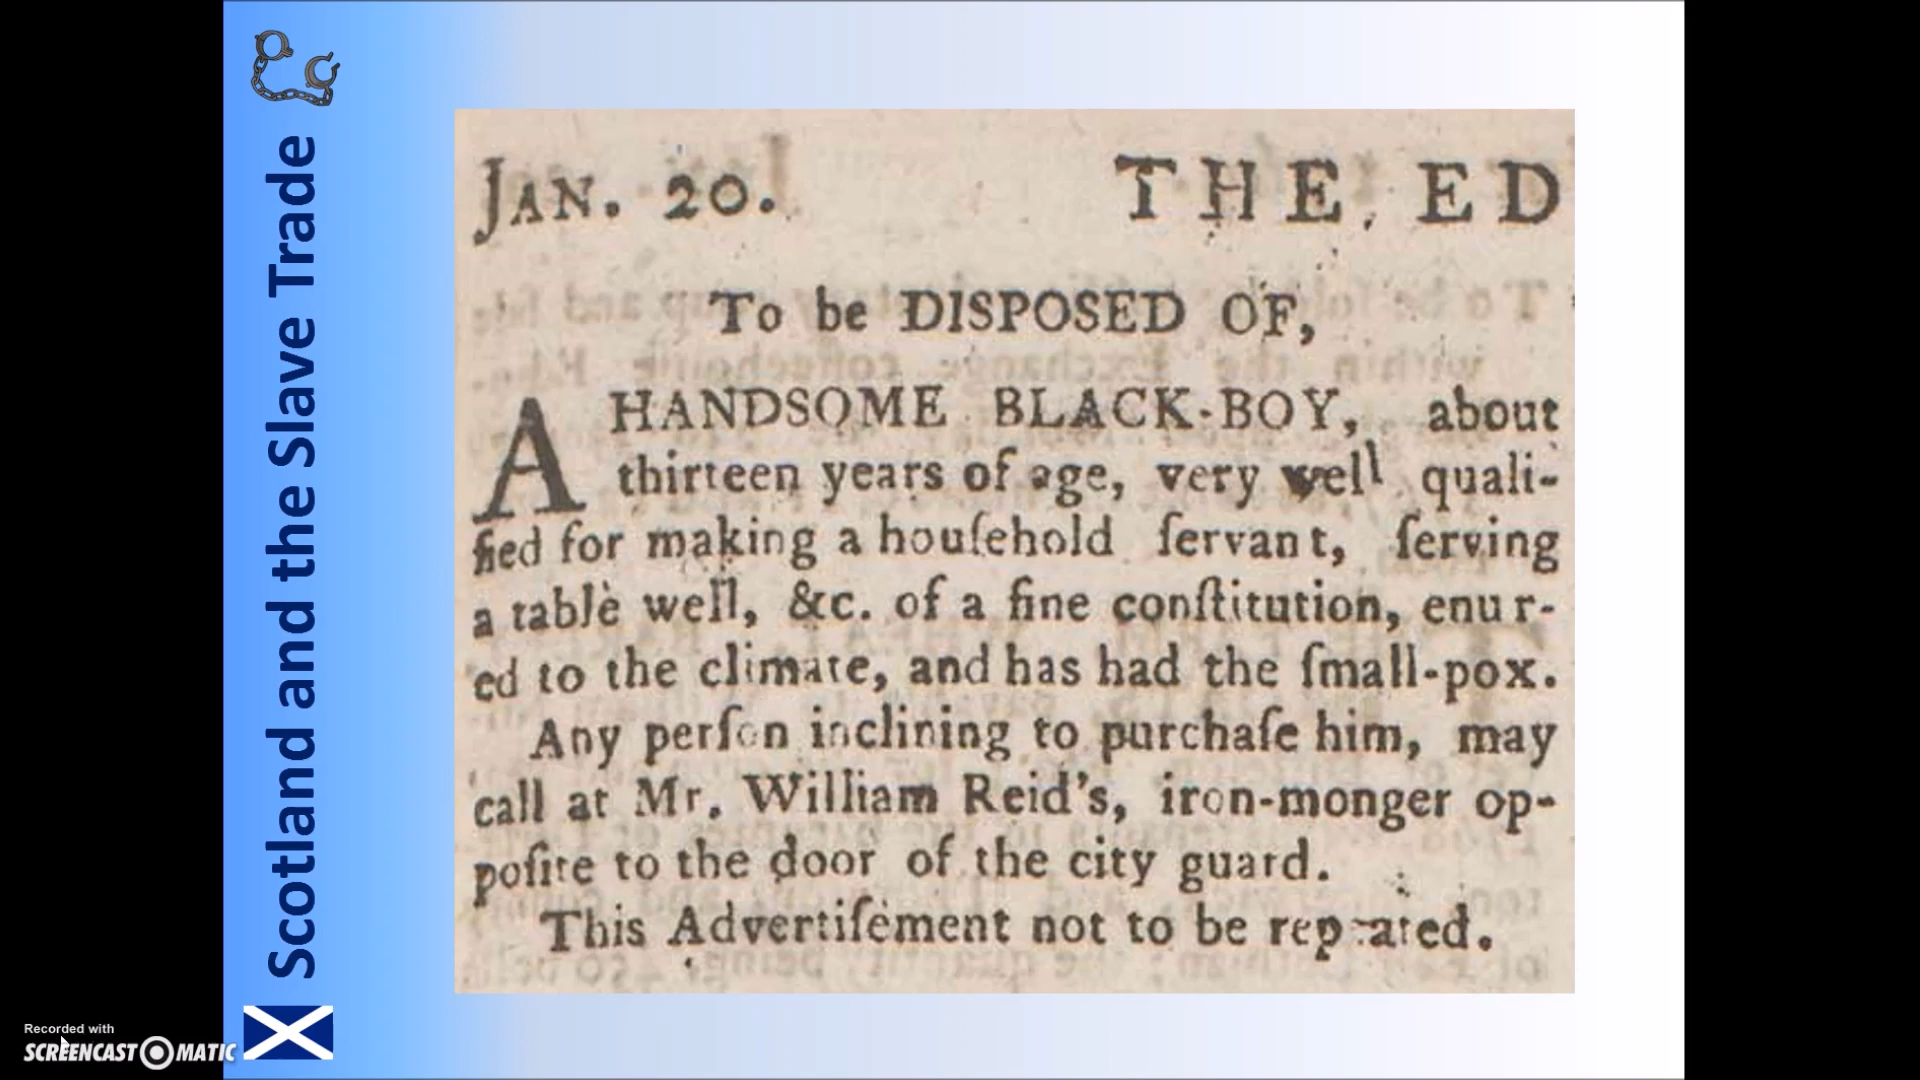 Scotland and the Slave Trade
JAN. 20. THE ED
To be DISPOSED OF,
A HANDSOME BLACK-BOY, about
thirteen years of age, very well quali-
fied for making a houſehold ſervant, ſerving
a table well, &c. of a fine conſtitution, enur-
ed to the climate, and has had the ſmall-pox.
Any perſon inclining to purchaſe him, may
call at Mr. William Reid's, iron-monger op-
poſite to the door of the city guard.
This Advertiſement not to be repeated.
Recorded with
SCREENCAST MATIC